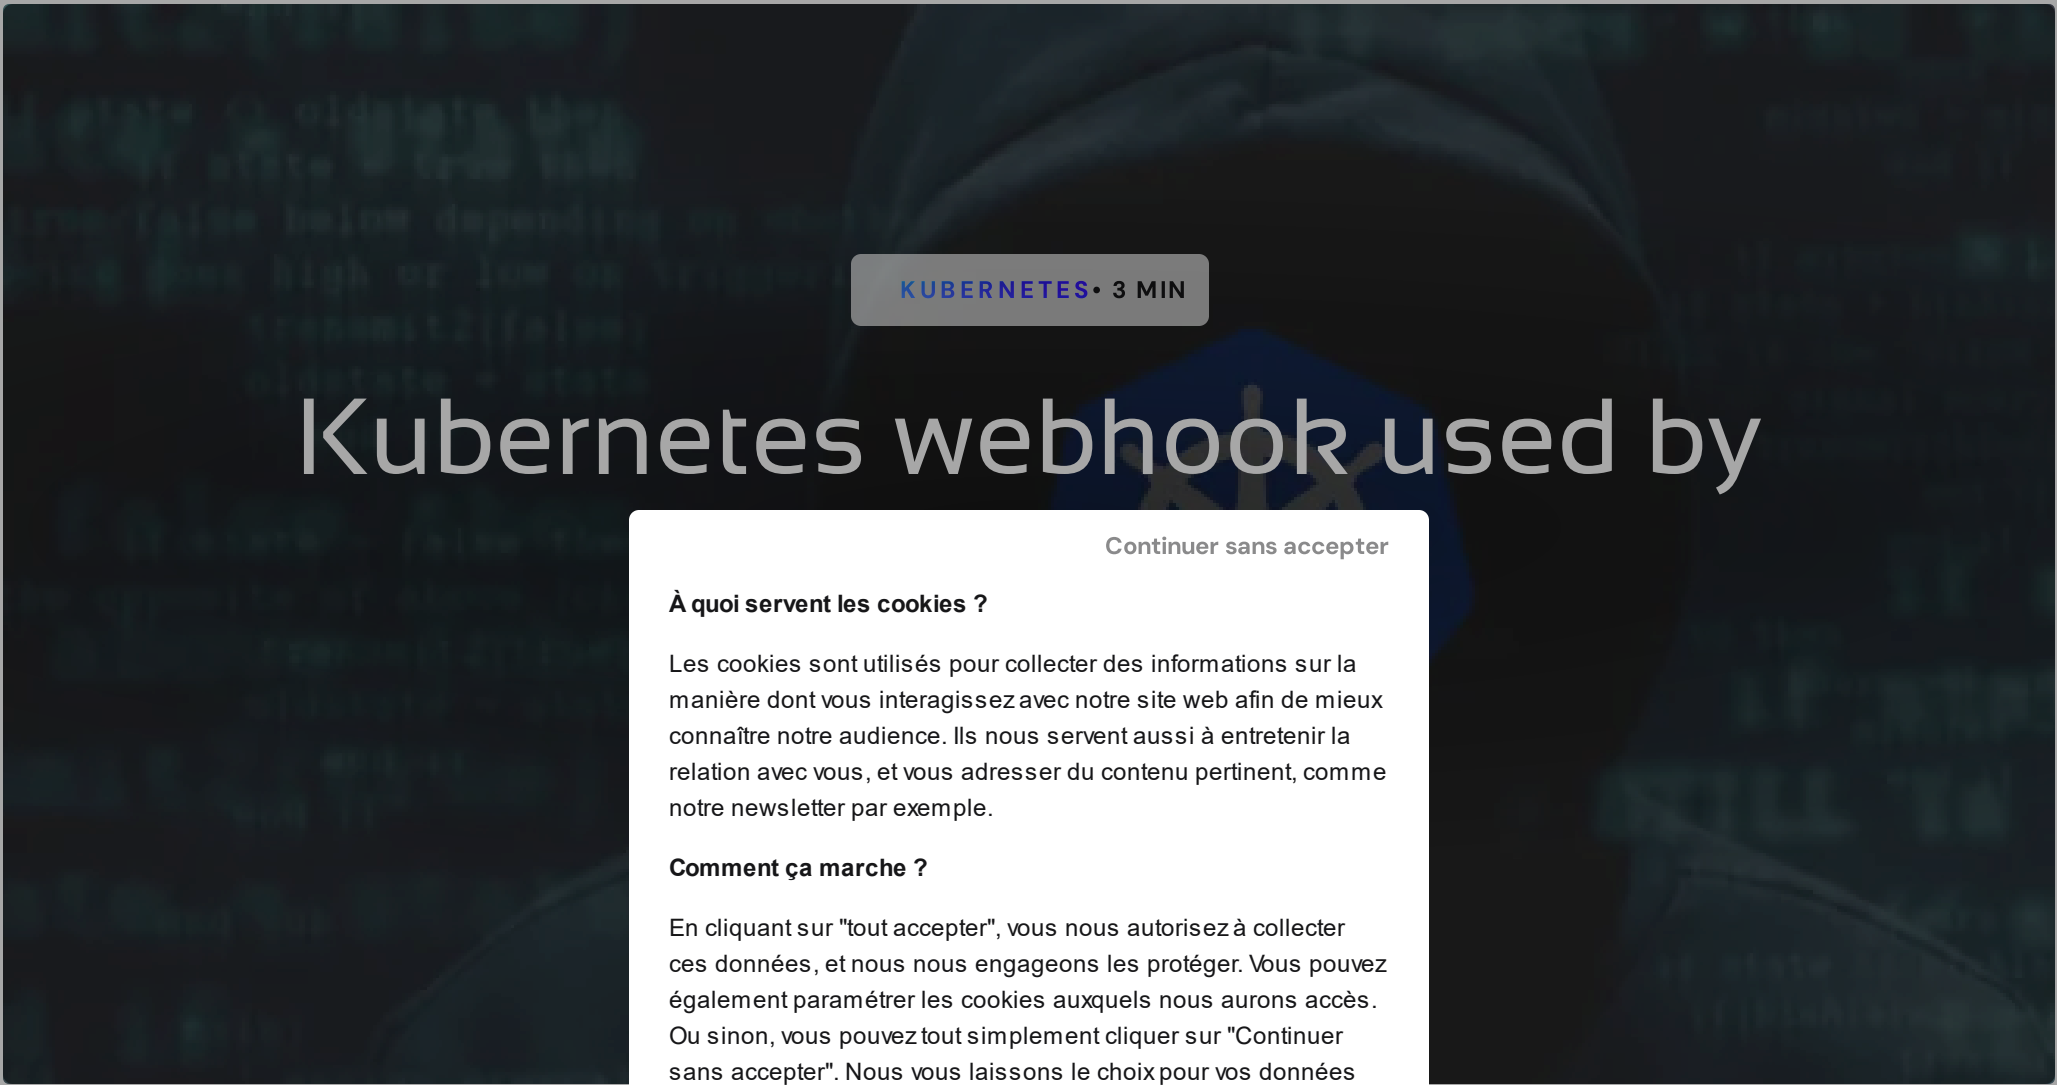 KUBERNETES• 3 MIN
Kubernetes webhook used by
Continuer sans accepter
À quoi servent les cookies ?
Les cookies sont utilisés pour collecter des informations sur la
manière dont vous interagissez avec notre site web afin de mieux
connaître notre audience. Ils nous servent aussi à entretenir la
relation avec vous, et vous adresser du contenu pertinent, comme
notre newsletter par exemple.
Comment ça marche ?
En cliquant sur "tout accepter", vous nous autorisez à collecter
ces données, et nous nous engageons les protéger. Vous pouvez
également paramétrer les cookies auxquels nous aurons accès.
Ou sinon, vous pouvez tout simplement cliquer sur "Continuer
sans accepter". Nous vous laissons le choix pour vos données